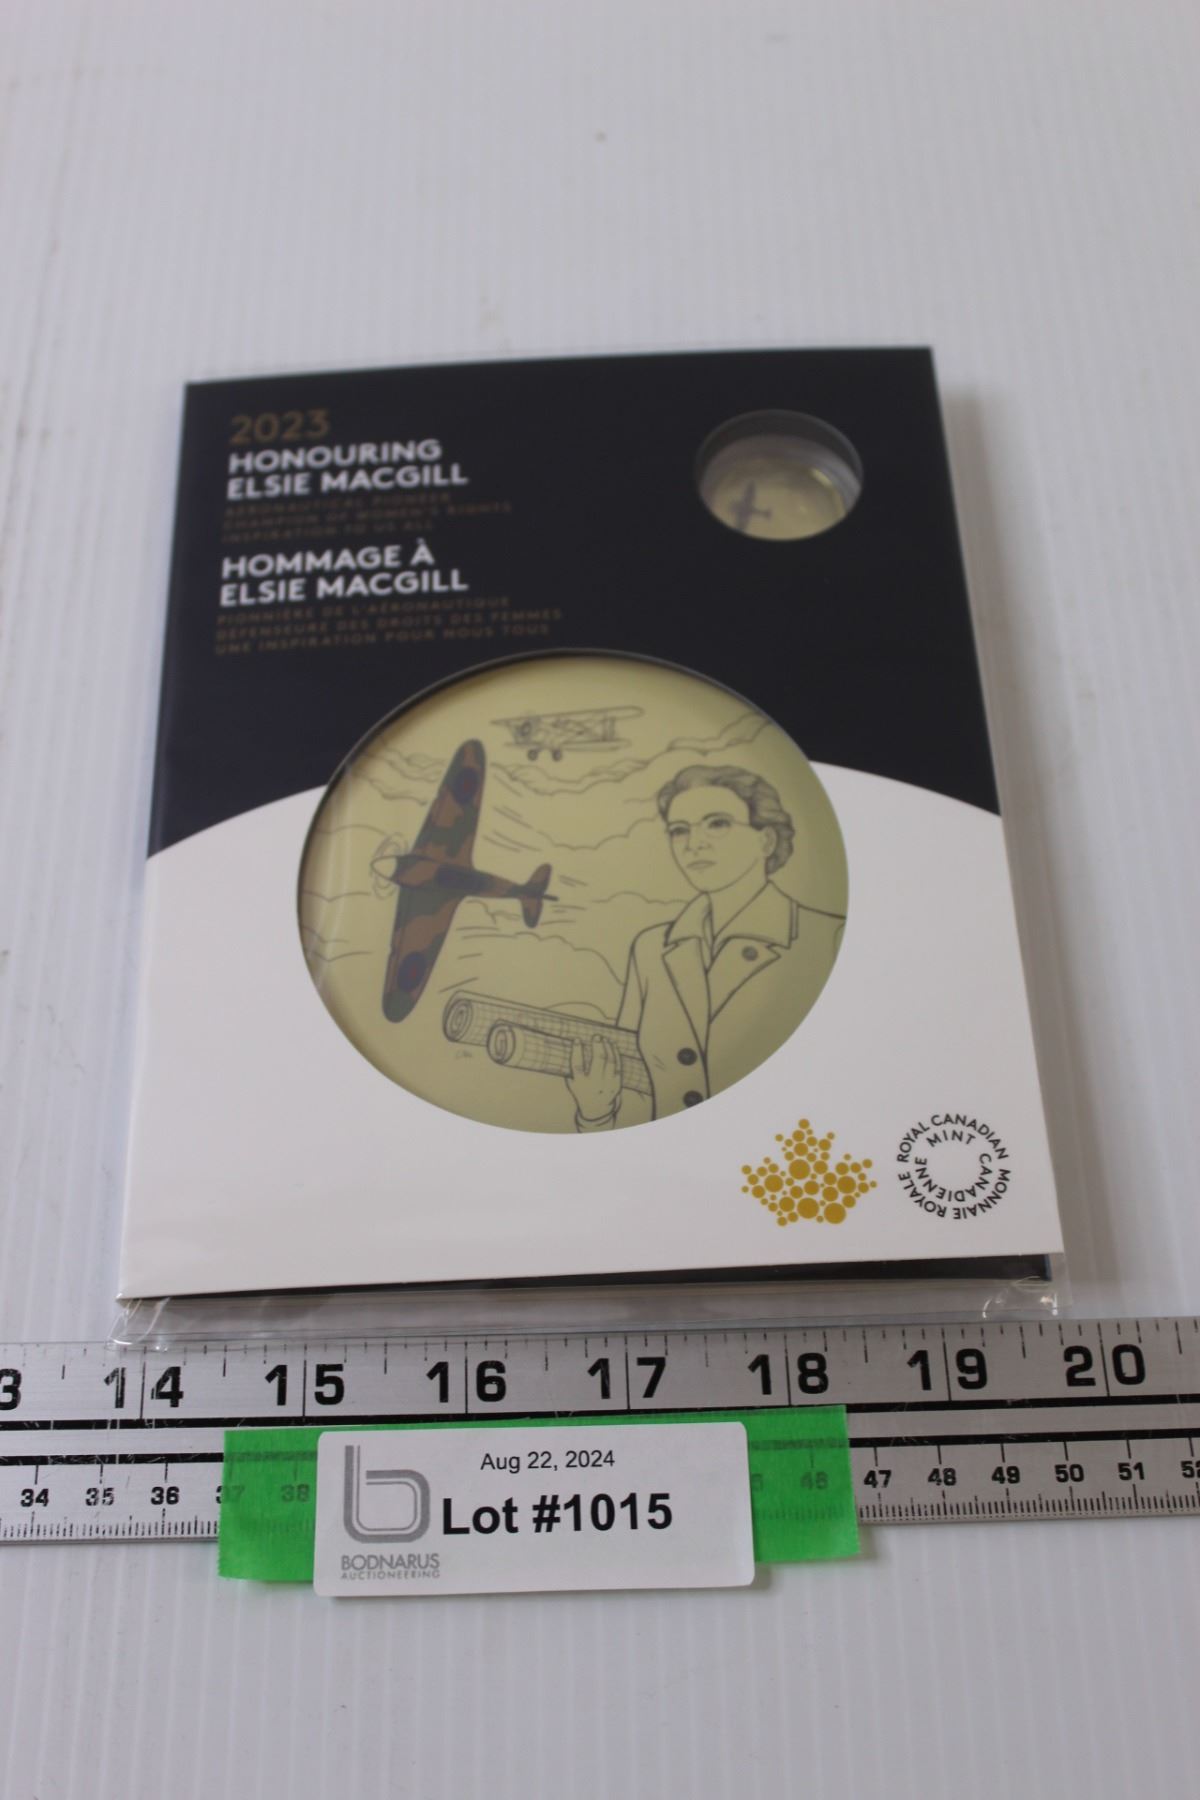 2023
HONOURING
ELSIE MACGILL
AERONAUTICAL PIONEER
CHAMPION OF WOMEN'S RIGHTS
INSPIRATION TO US ALL
HOMMAGE À
ELSIE MACGILL
PIONNIÈRE DE L'AÉRONAUTIQUE
DÉFENSEURE DES DROITS DES FEMMES
UNE INSPIRATION POUR NOUS TOUS
ROYAL CANADIAN MINT
MONNAIE ROYALE CANADIENNE
3 14 15 16 17 18 19 20
34 35 36 37 38 46 47 48 49 50 51 52
Aug 22, 2024
Lot #1015
BODNARUS
AUCTIONEERING